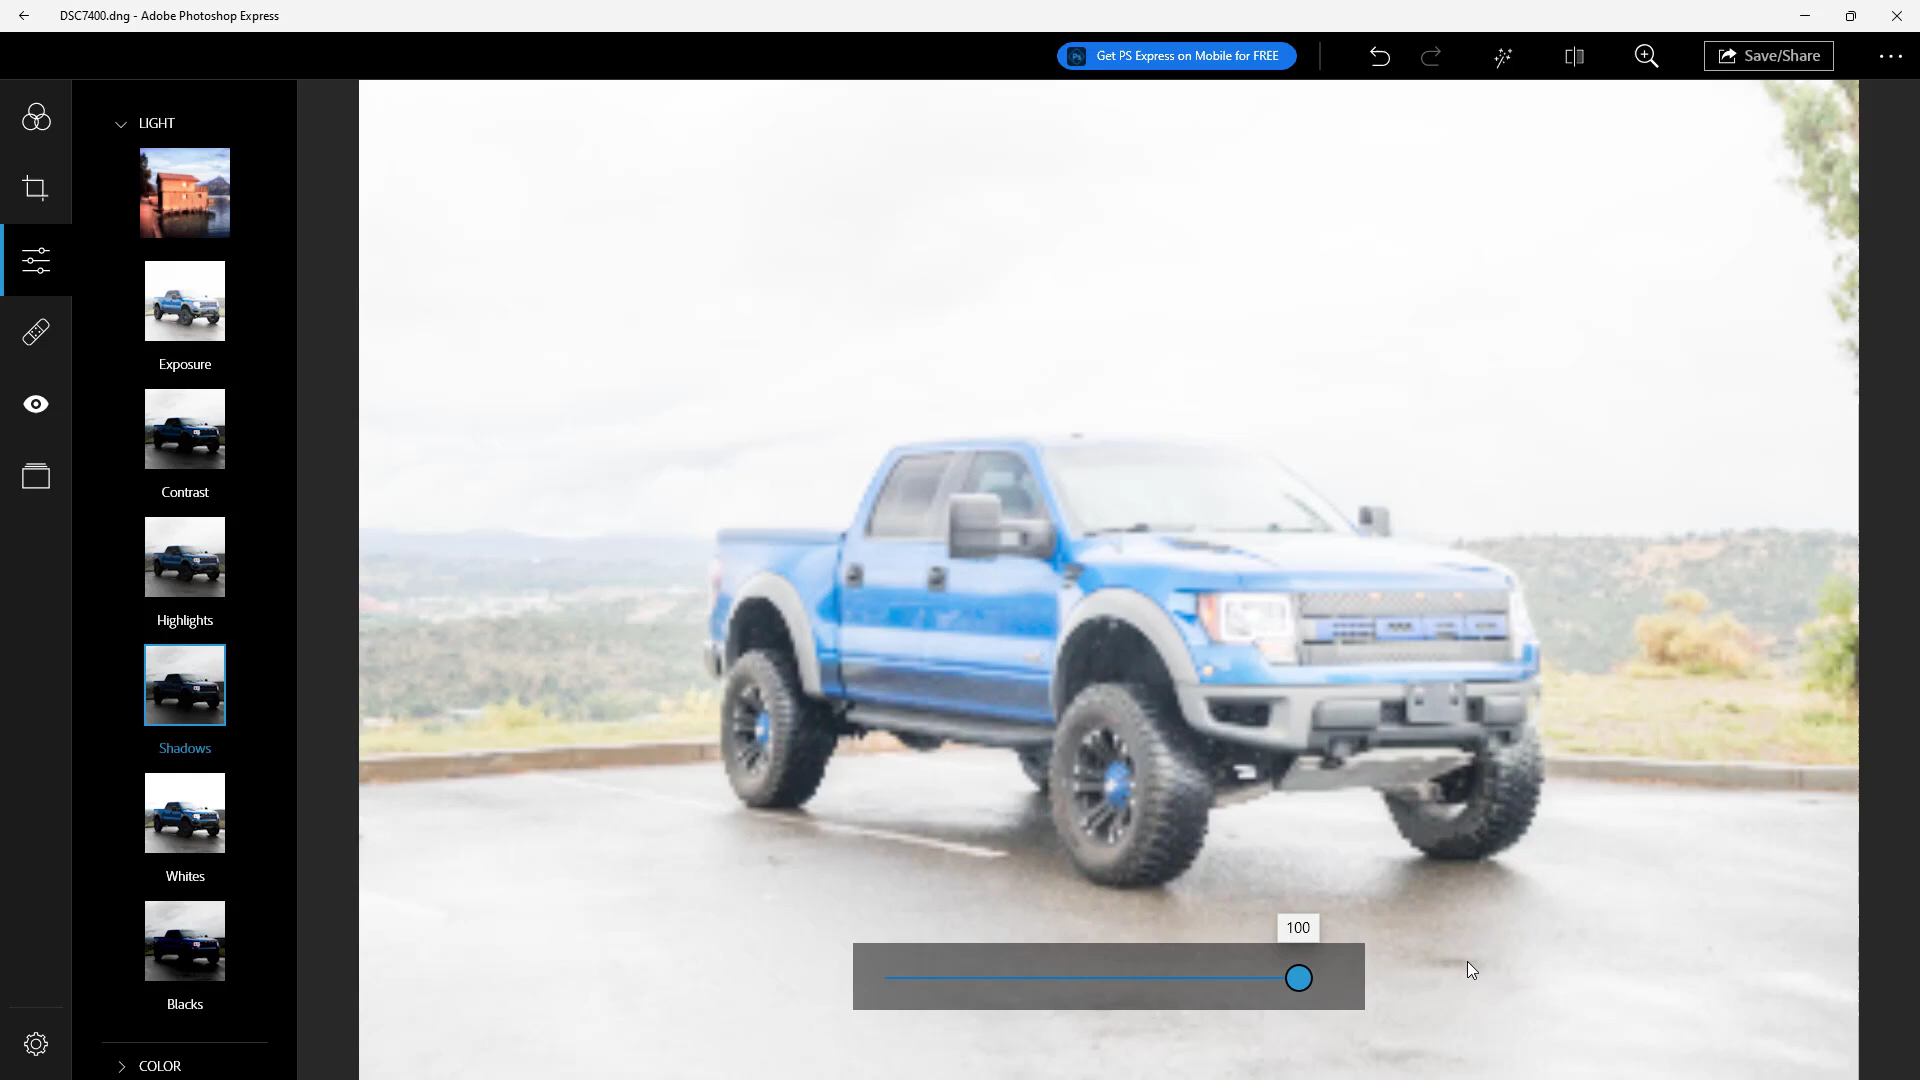 DSC7400.dng - Adobe Photoshop Express
Ps
Get PS Express on Mobile for FREE
Save/Share
LIGHT
Exposure
Contrast
Highlights
Shadows
Whites
Blacks
COLOR
100